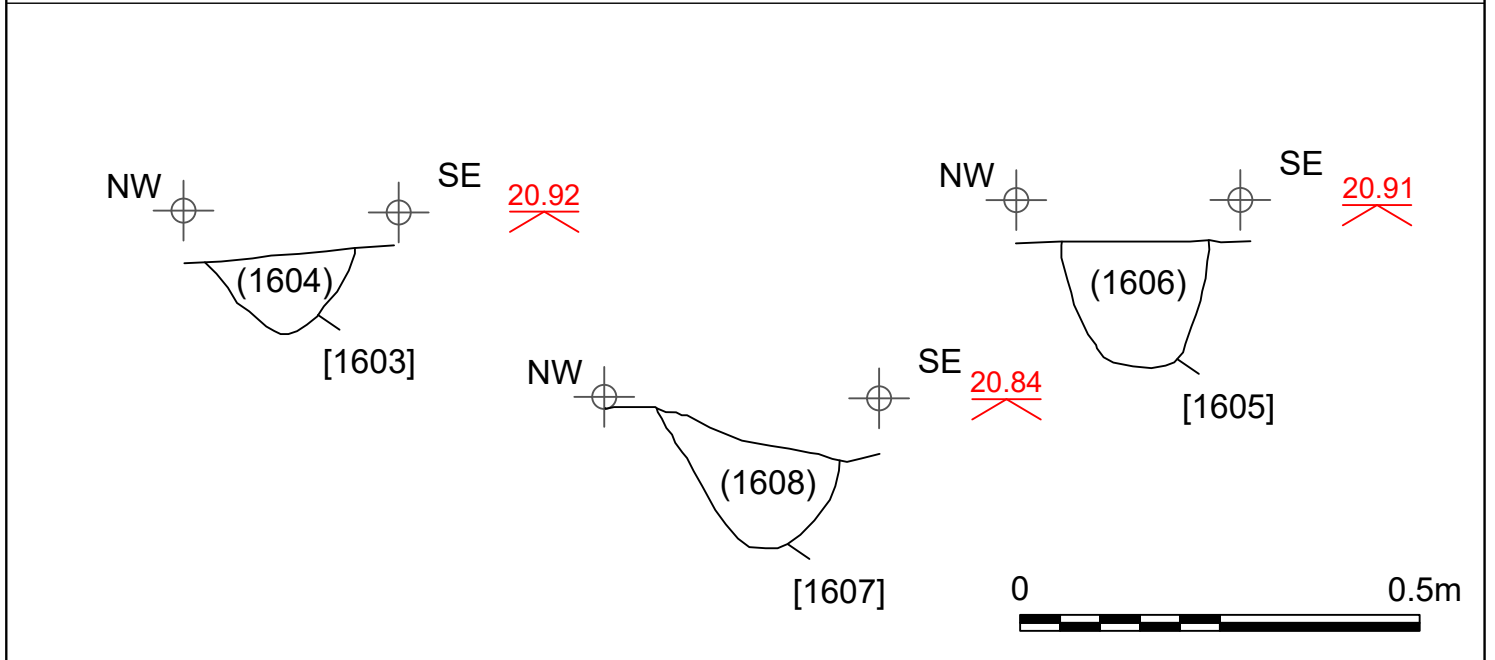 NW SE 20.92
(1604)
[1603]
NW SE 20.91
(1606)
[1605]
NW SE 20.84
(1608)
[1607]
0 0.5m